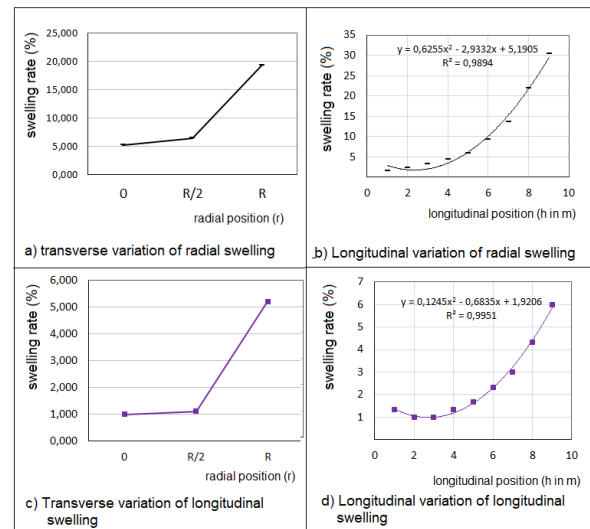 25,000
20,000
15,000
10,000
5,000
0,000
swelling rate (%)
0 R/2 R
radial position (r)
a) transverse variation of radial swelling
y = 0,6255x² - 2,9332x + 5,1905
R² = 0,9894
35
30
25
20
15
10
5
swelling rate (%)
0 2 4 6 8 10
longitudinal position (h in m)
b) Longitudinal variation of radial swelling
6,000
5,000
4,000
3,000
2,000
1,000
0,000
swelling rate (%)
0 R/2 R
radial position (r)
c) Transverse variation of longitudinal
swelling
y = 0,1245x² - 0,6835x + 1,9206
R² = 0,9951
7
6
5
4
3
2
1
swelling rate (%)
0 2 4 6 8 10
longitudinal position (h in m)
d) Longitudinal variation of longitudinal
swelling